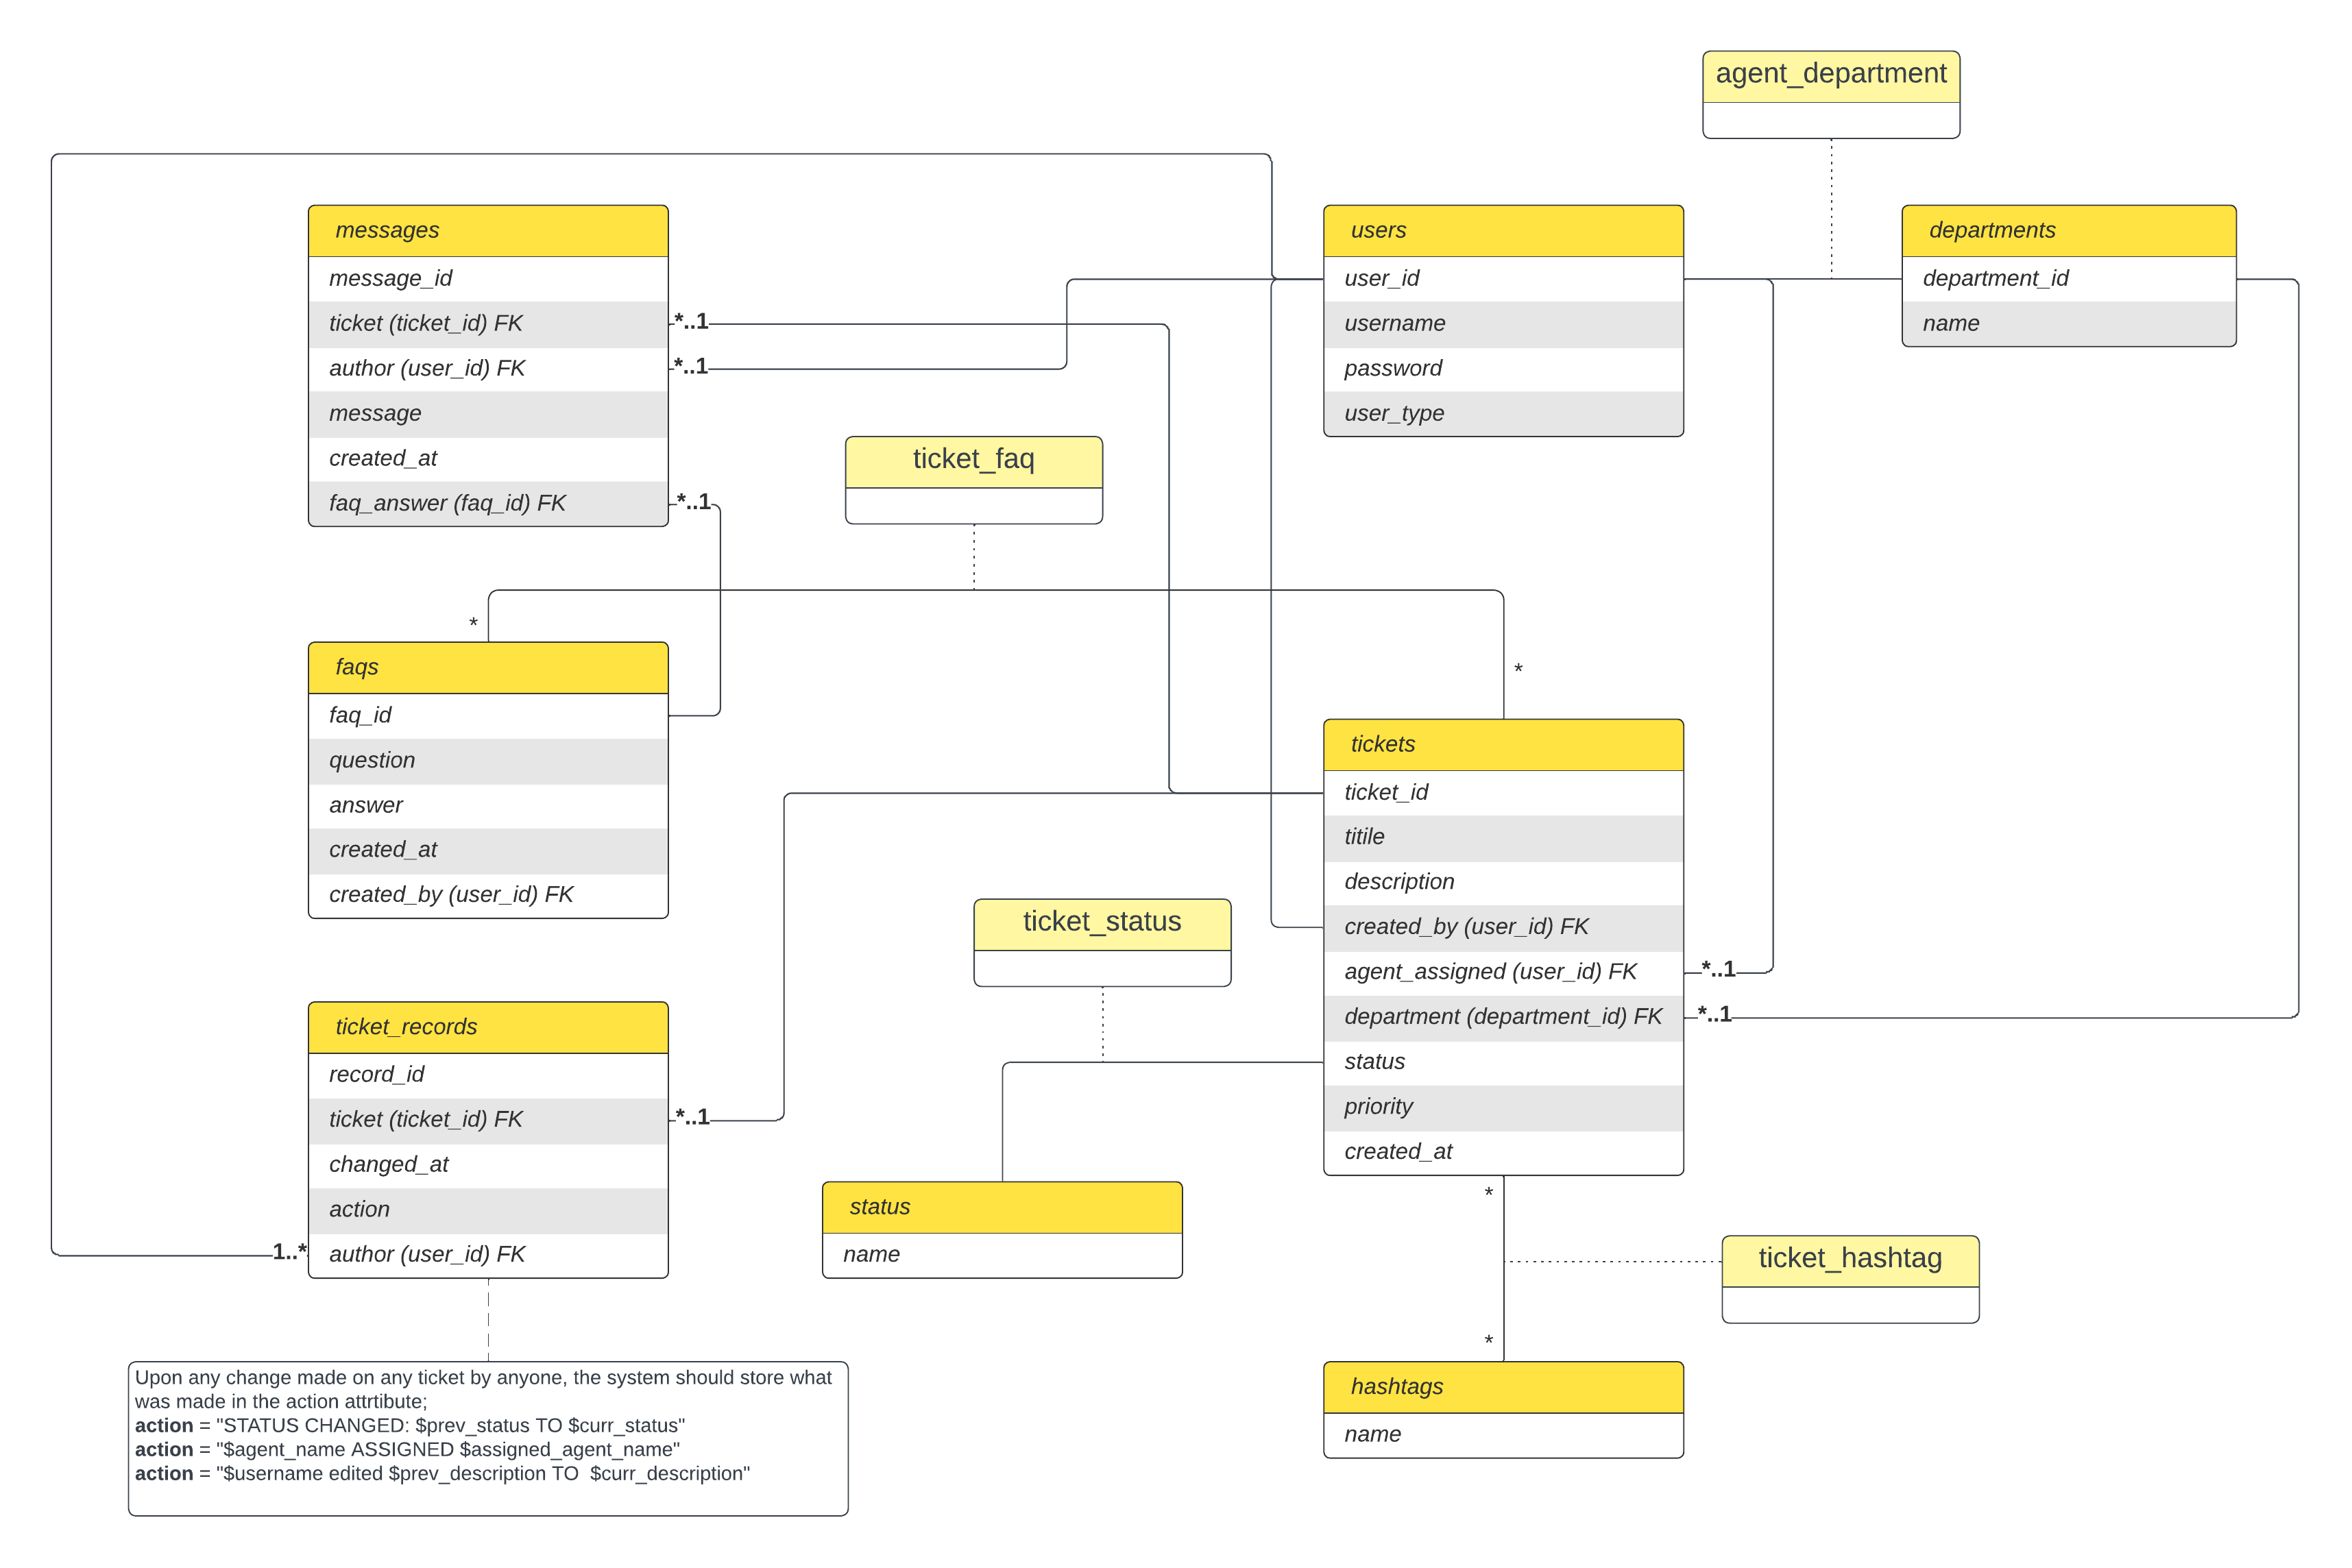 agent_department
messages
message_id
ticket (ticket_id) FK
*..1
author (user_id) FK
*..1
message
created_at
faq_answer (faq_id) FK
*..1
users
user_id
username
password
user_type
departments
department_id
name
ticket_faq
*
*
faqs
faq_id
question
answer
created_at
created_by (user_id) FK
tickets
ticket_id
titile
description
created_by (user_id) FK
agent_assigned (user_id) FK
*..1
department (department_id) FK
*..1
status
priority
created_at
ticket_status
ticket_records
record_id
ticket (ticket_id) FK
*..1
changed_at
action
1..*
author (user_id) FK
status
name
*
ticket_hashtag
*
hashtags
name
Upon any change made on any ticket by anyone, the system should store what
was made in the action attrtibute;
action = "STATUS CHANGED: $prev_status TO $curr_status"
action = "$agent_name ASSIGNED $assigned_agent_name"
action = "$username edited $prev_description TO  $curr_description"